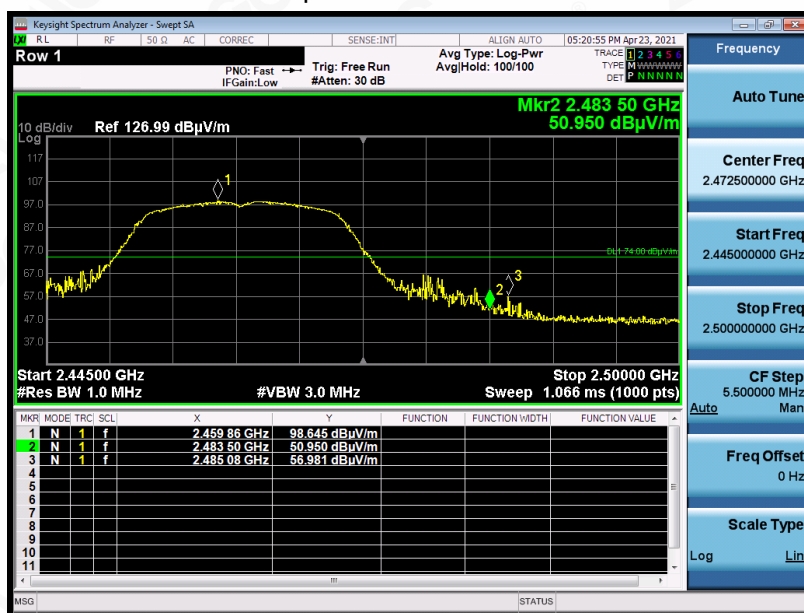 Keysight Spectrum Analyzer - Swept SA
LXI RL RF 50 Ω AC CORREC SENSE:INT ALIGN AUTO 05:20:55 PM Apr 23, 2021
Row 1
PNO: Fast
IFGain:Low
Trig: Free Run
#Atten: 30 dB
Avg Type: Log-Pwr
Avg|Hold: 100/100
TRACE 1 2 3 4 5 6
TYPE M W W W W W
DET P N N N N N
Mkr2 2.483 50 GHz
50.950 dBµV/m
10 dB/div Ref 126.99 dBµV/m
Log
117
107
97.0
87.0
77.0
67.0
57.0
47.0
37.0
1
2
3
DL1 74.00 dBµV/m
Start 2.44500 GHz Stop 2.50000 GHz
#Res BW 1.0 MHz #VBW 3.0 MHz Sweep 1.066 ms (1000 pts)
MKR MODE TRC SCL X Y FUNCTION FUNCTION WIDTH FUNCTION VALUE
1 N 1 f 2.459 86 GHz 98.645 dBµV/m
2 N 1 f 2.483 50 GHz 50.950 dBµV/m
3 N 1 f 2.485 08 GHz 56.981 dBµV/m
4
5
6
7
8
9
10
11
MSG STATUS
Frequency
Auto Tune
Center Freq
2.472500000 GHz
Start Freq
2.445000000 GHz
Stop Freq
2.500000000 GHz
CF Step
5.500000 MHz
Auto Man
Freq Offset
0 Hz
Scale Type
Log Lin